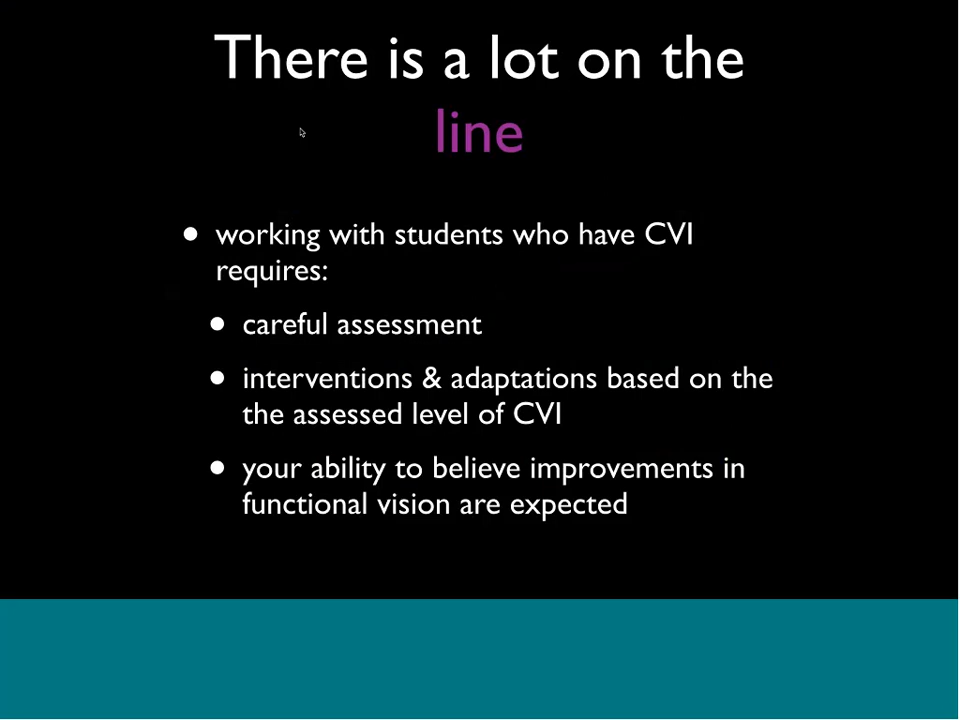 There is a lot on the
line
• working with students who have CVI
requires:
• careful assessment
• interventions & adaptations based on the
the assessed level of CVI
• your ability to believe improvements in
functional vision are expected